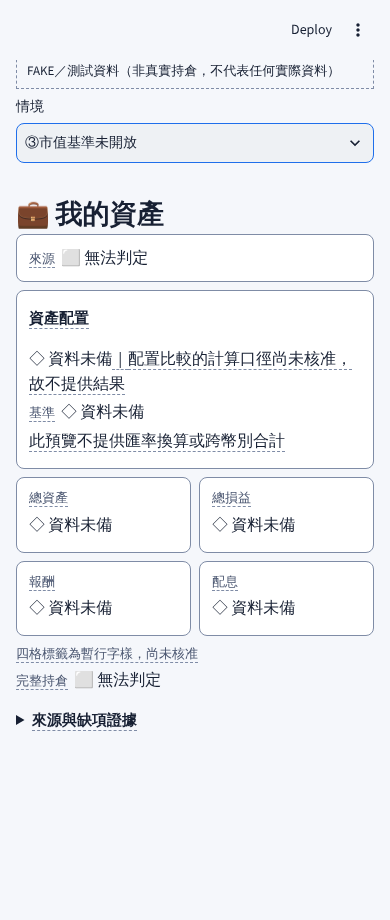 Deploy
FAKE／測試資料（非真實持倉，不代表任何實際資料）
情境
③市值基準未開放
💼 我的資產
來源 ⬜ 無法判定
資產配置
◇ 資料未備｜配置比較的計算口徑尚未核准，
故不提供結果
基準 ◇ 資料未備
此預覽不提供匯率換算或跨幣別合計
總資產
◇ 資料未備
總損益
◇ 資料未備
報酬
◇ 資料未備
配息
◇ 資料未備
四格標籤為暫行字樣，尚未核准
完整持倉 ⬜ 無法判定
▶ 來源與缺項證據